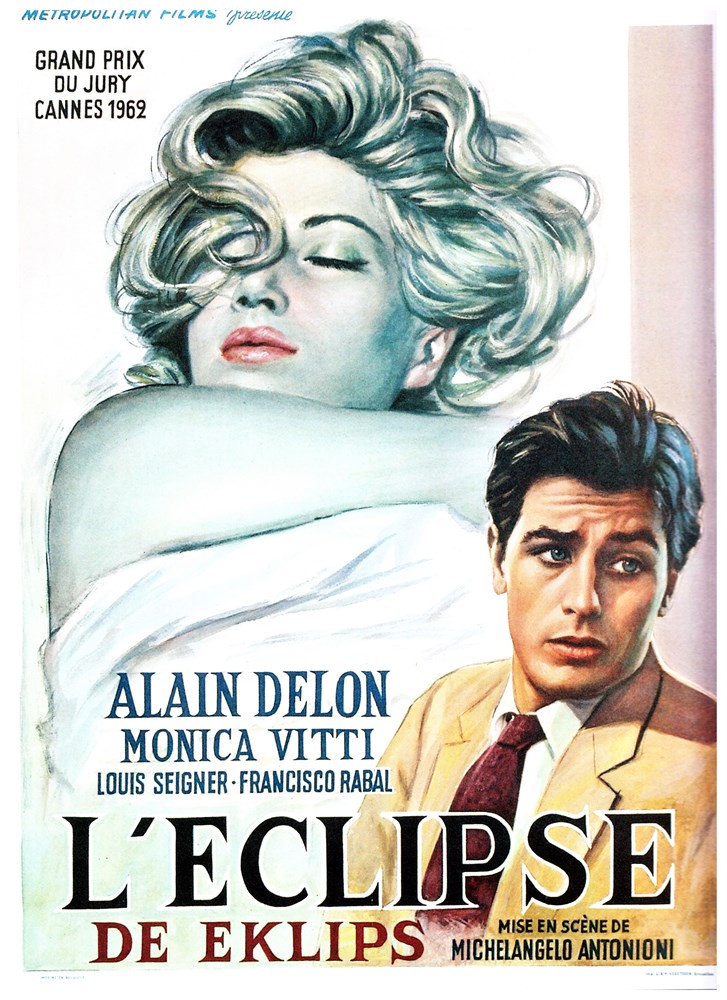 METROPOLITAN FILMS présente
GRAND PRIX
DU JURY
CANNES 1962
ALAIN DELON
MONICA VITTI
LOUIS SEIGNER · FRANCISCO RABAL
L'ECLIPSE
DE EKLIPS
MISE EN SCÈNE DE
MICHELANGELO ANTONIONI